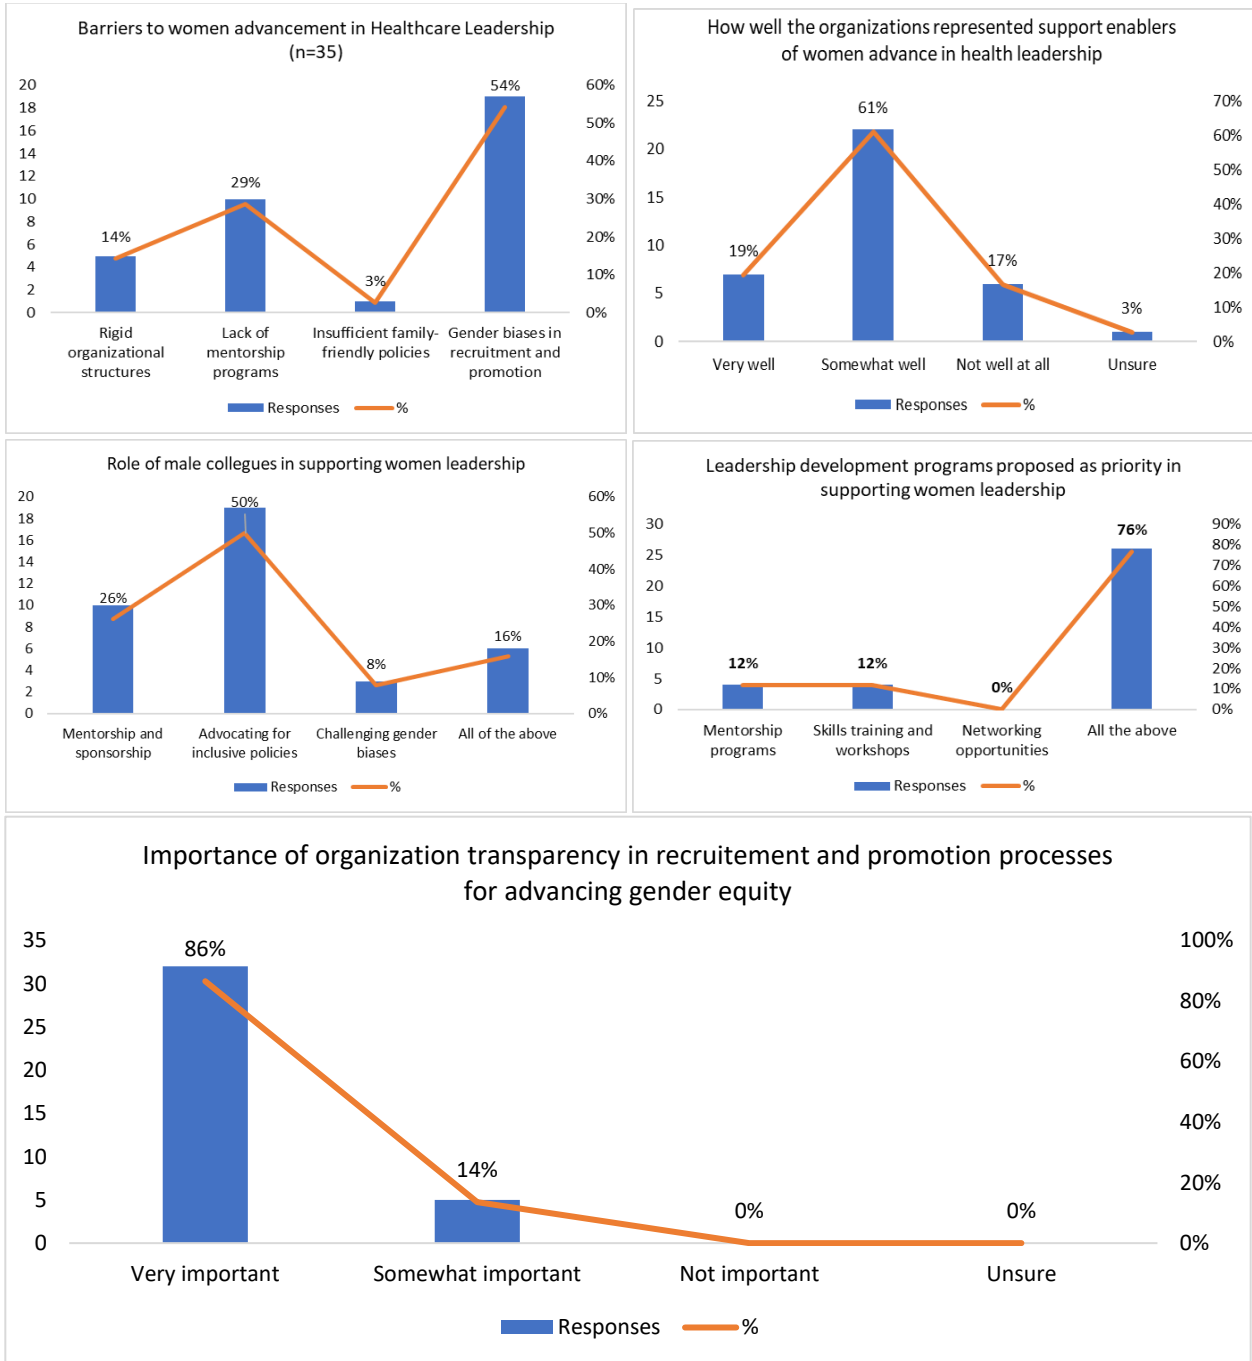 Barriers to women advancement in Healthcare Leadership
(n=35)
20
18
16
14
12
10
8
6
4
2
0
60%
50%
40%
30%
20%
10%
0%
14%
29%
3%
54%
Rigid
organizational
structures
Lack of
mentorship
programs
Insufficient family-
friendly policies
Gender biases in
recruitment and
promotion
Responses
%
How well the organizations represented support enablers
of women advance in health leadership
25
20
15
10
5
0
70%
60%
50%
40%
30%
20%
10%
0%
19%
61%
17%
3%
Very well
Somewhat well
Not well at all
Unsure
Responses
%
Role of male collegues in supporting women leadership
20
18
16
14
12
10
8
6
4
2
0
60%
50%
40%
30%
20%
10%
0%
26%
50%
8%
16%
Mentorship and
sponsorship
Advocating for
inclusive policies
Challenging gender
biases
All of the above
Responses
%
Leadership development programs proposed as priority in
supporting women leadership
30
25
20
15
10
5
0
90%
80%
70%
60%
50%
40%
30%
20%
10%
0%
12%
12%
0%
76%
Mentorship
programs
Skills training and
workshops
Networking
opportunities
All the above
Responses
%
Importance of organization transparency in recruitement and promotion processes
for advancing gender equity
35
30
25
20
15
10
5
0
100%
80%
60%
40%
20%
0%
86%
14%
0%
0%
Very important
Somewhat important
Not important
Unsure
Responses
%